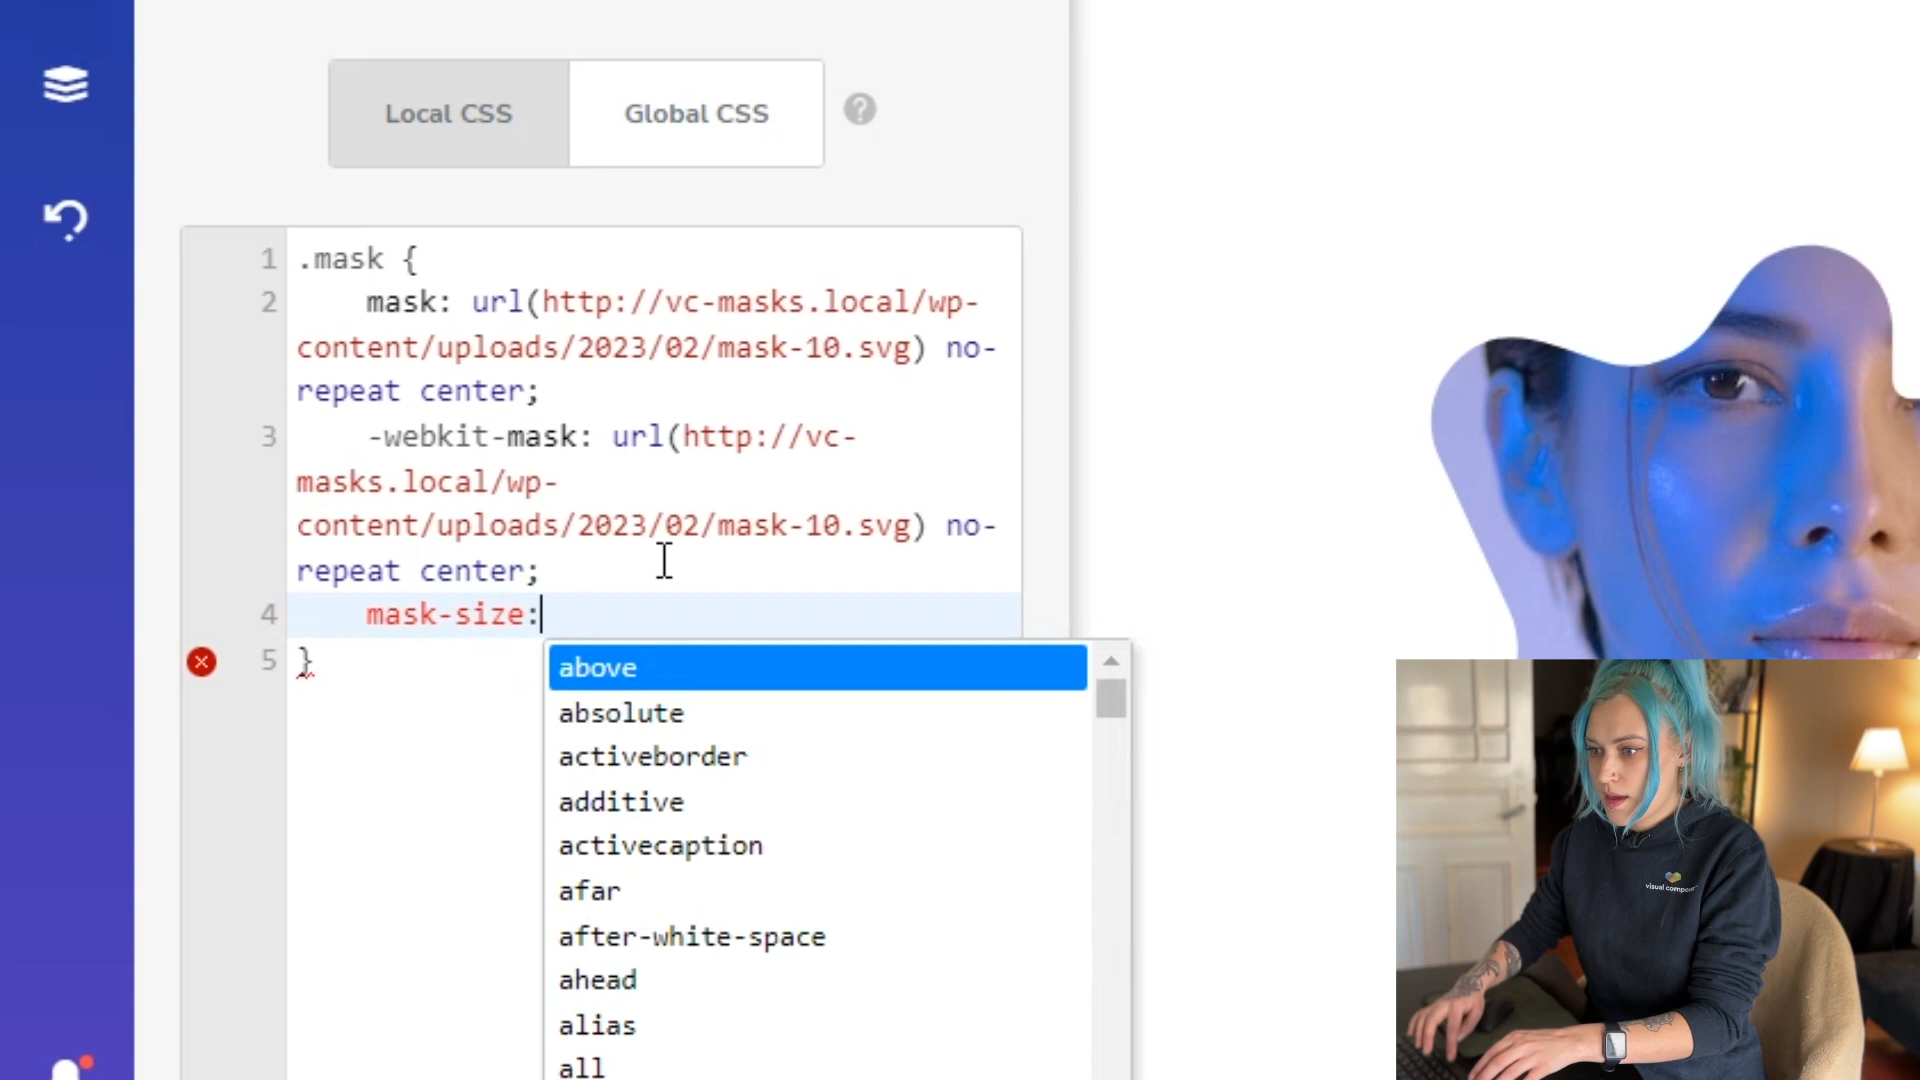 Local CSS
Global CSS
?
1 .mask {
2 mask: url(http://vc-masks.local/wp-
content/uploads/2023/02/mask-10.svg) no-
repeat center;
3 -webkit-mask: url(http://vc-
masks.local/wp-
content/uploads/2023/02/mask-10.svg) no-
repeat center;
4 mask-size:
5 }
above
absolute
activeborder
additive
activecaption
afar
after-white-space
ahead
alias
all